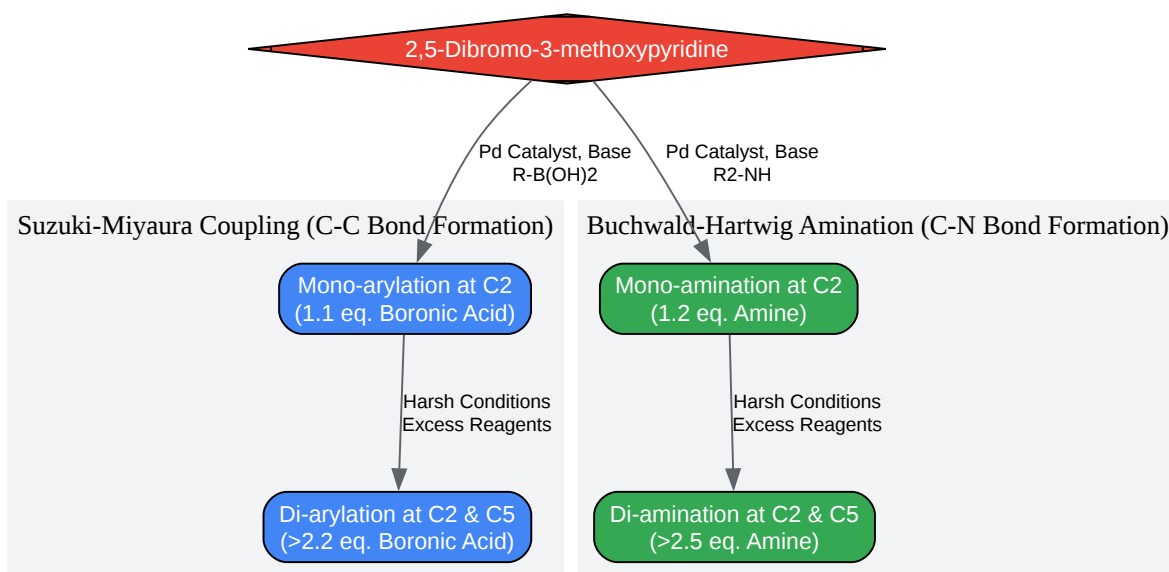 2,5-Dibromo-3-methoxypyridine
Pd Catalyst, Base
R-B(OH)2
Pd Catalyst, Base
R2-NH
Suzuki-Miyaura Coupling (C-C Bond Formation)
Mono-arylation at C2
(1.1 eq. Boronic Acid)
Harsh Conditions
Excess Reagents
Di-arylation at C2 & C5
(>2.2 eq. Boronic Acid)
Buchwald-Hartwig Amination (C-N Bond Formation)
Mono-amination at C2
(1.2 eq. Amine)
Harsh Conditions
Excess Reagents
Di-amination at C2 & C5
(>2.5 eq. Amine)